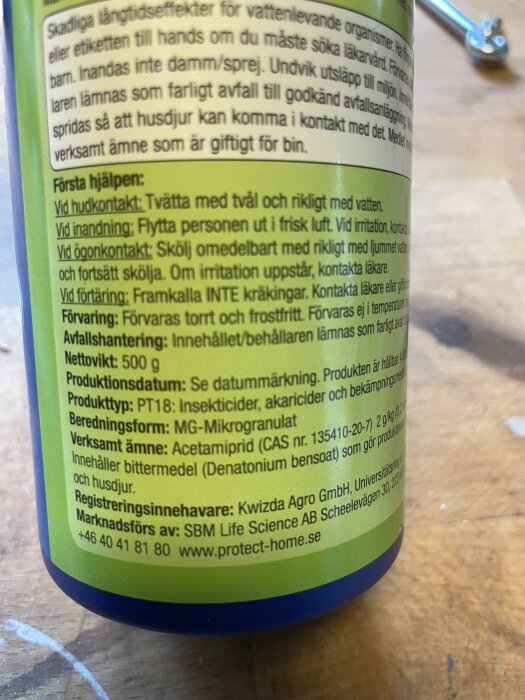 Skadliga långtidseffekter för vattenlevande organismer. Ha
eller etiketten till hands om du måste söka läkarvård.
barn. Inandas inte damm/sprej. Undvik utsläpp till miljön.
laren lämnas som farligt avfall till godkänd avfallsanläggning.
spridas så att husdjur kan komma i kontakt med det. Medlet
verksamt ämne som är giftigt för bin.
Första hjälpen:
Vid hudkontakt: Tvätta med tvål och rikligt med vatten.
Vid inandning: Flytta personen ut i frisk luft. Vid irritation,
Vid ögonkontakt: Skölj omedelbart med rikligt med ljummet
och fortsätt skölja. Om irritation uppstår, kontakta läkare.
Vid förtäring: Framkalla INTE kräkingar. Kontakta läkare eller
Förvaring: Förvaras torrt och frostfritt. Förvaras ej i temperaturer
Avfallshantering: Innehållet/behållaren lämnas som farligt
Nettovikt: 500 g
Produktionsdatum: Se datummärkning. Produkten är hållbar
Produkttyp: PT18: Insekticider, akaricider och
Beredningsform: MG-Mikrogranulat
Verksamt ämne: Acetamiprid (CAS nr. 135410-20-7) 2 g/kg
Innehåller bittermedel (Denatonium bensoat) som gör
och husdjur.
Registreringsinnehavare: Kwizda Agro GmbH,
Marknadsförs av: SBM Life Science AB Scheelevägen 30,
+46 40 41 81 80 www.protect-home.se